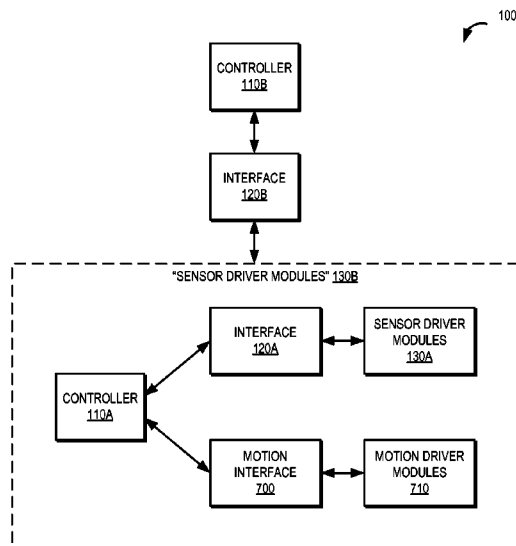 100
CONTROLLER
110B
INTERFACE
120B
"SENSOR DRIVER MODULES" 130B
INTERFACE
120A
SENSOR DRIVER
MODULES
130A
CONTROLLER
110A
MOTION
INTERFACE
700
MOTION DRIVER
MODULES
710